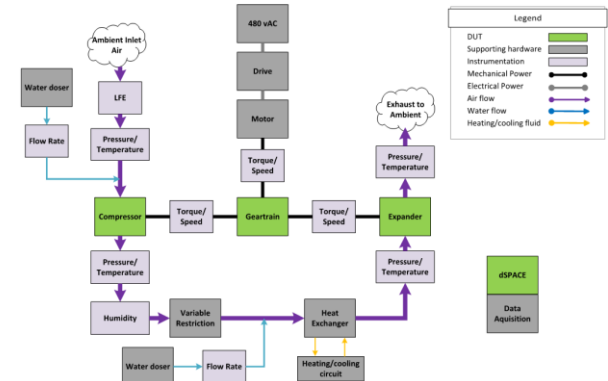 480 vAC
Drive
Motor
Torque/
Speed
Ambient Inlet
Air
LFE
Pressure/
Temperature
Water doser
Flow Rate
Compressor
Torque/
Speed
Geartrain
Torque/
Speed
Expander
Exhaust to
Ambient
Pressure/
Temperature
Pressure/
Temperature
Pressure/
Temperature
Humidity
Variable
Restriction
Heat
Exchanger
Water doser
Flow Rate
Heating/cooling
circuit
Legend
DUT
Supporting hardware
Instrumentation
Mechanical Power
Electrical Power
Air flow
Water flow
Heating/cooling fluid
dSPACE
Data
Aquisition